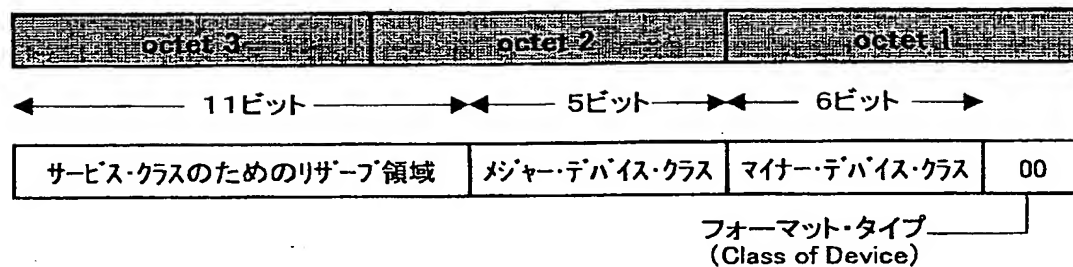 octet 3
octet 2
octet 1
11ビット
5ビット
6ビット
サービス・クラスのためのリザーブ領域
メジャー・デバイス・クラス
マイナー・デバイス・クラス
00
フォーマット・タイプ
(Class of Device)